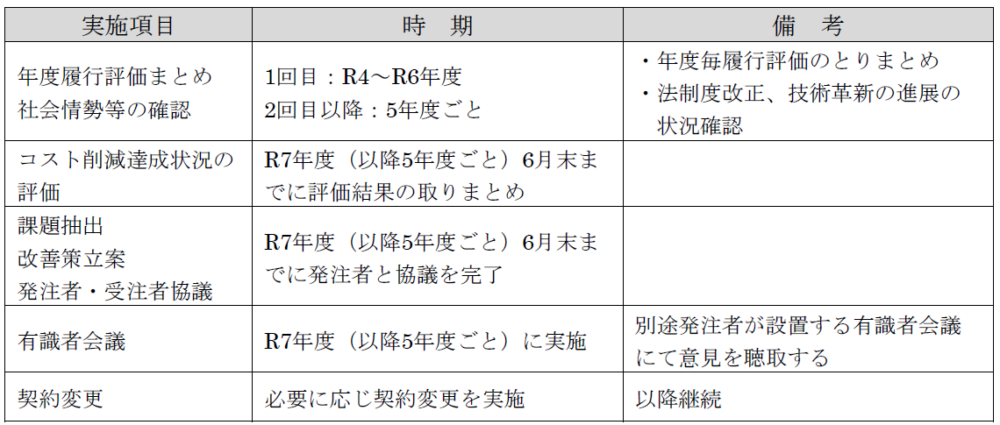 実施項目
時　期
備　考
年度履行評価まとめ
社会情勢等の確認
1回目：R4～R6年度
2回目以降：5年度ごと
・年度毎履行評価のとりまとめ
・法制度改正、技術革新の進展の
状況確認
コスト削減達成状況の
評価
R7年度（以降5年度ごと）6月末ま
でに評価結果の取りまとめ
課題抽出
改善策立案
発注者・受注者協議
R7年度（以降5年度ごと）6月末ま
でに発注者と協議を完了
有識者会議
R7年度（以降5年度ごと）に実施
別途発注者が設置する有識者会議
にて意見を聴取する
契約変更
必要に応じ契約変更を実施
以降継続